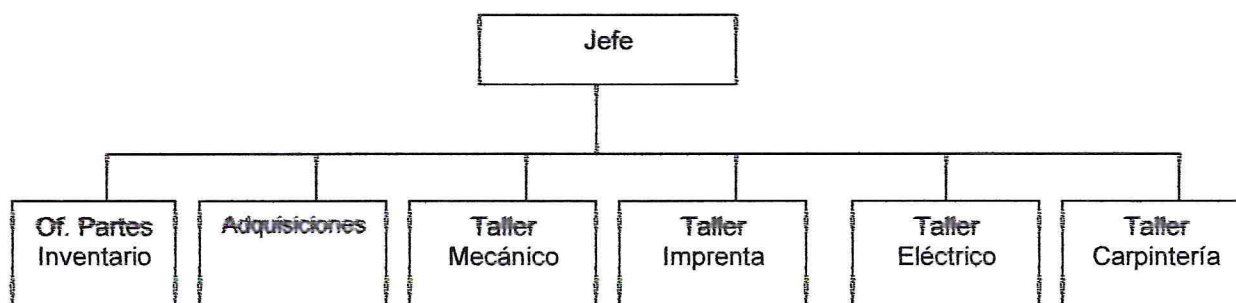 Jefe
Of. Partes
Inventario
Adquisiciones
Taller
Mecánico
Taller
Imprenta
Taller
Eléctrico
Taller
Carpintería